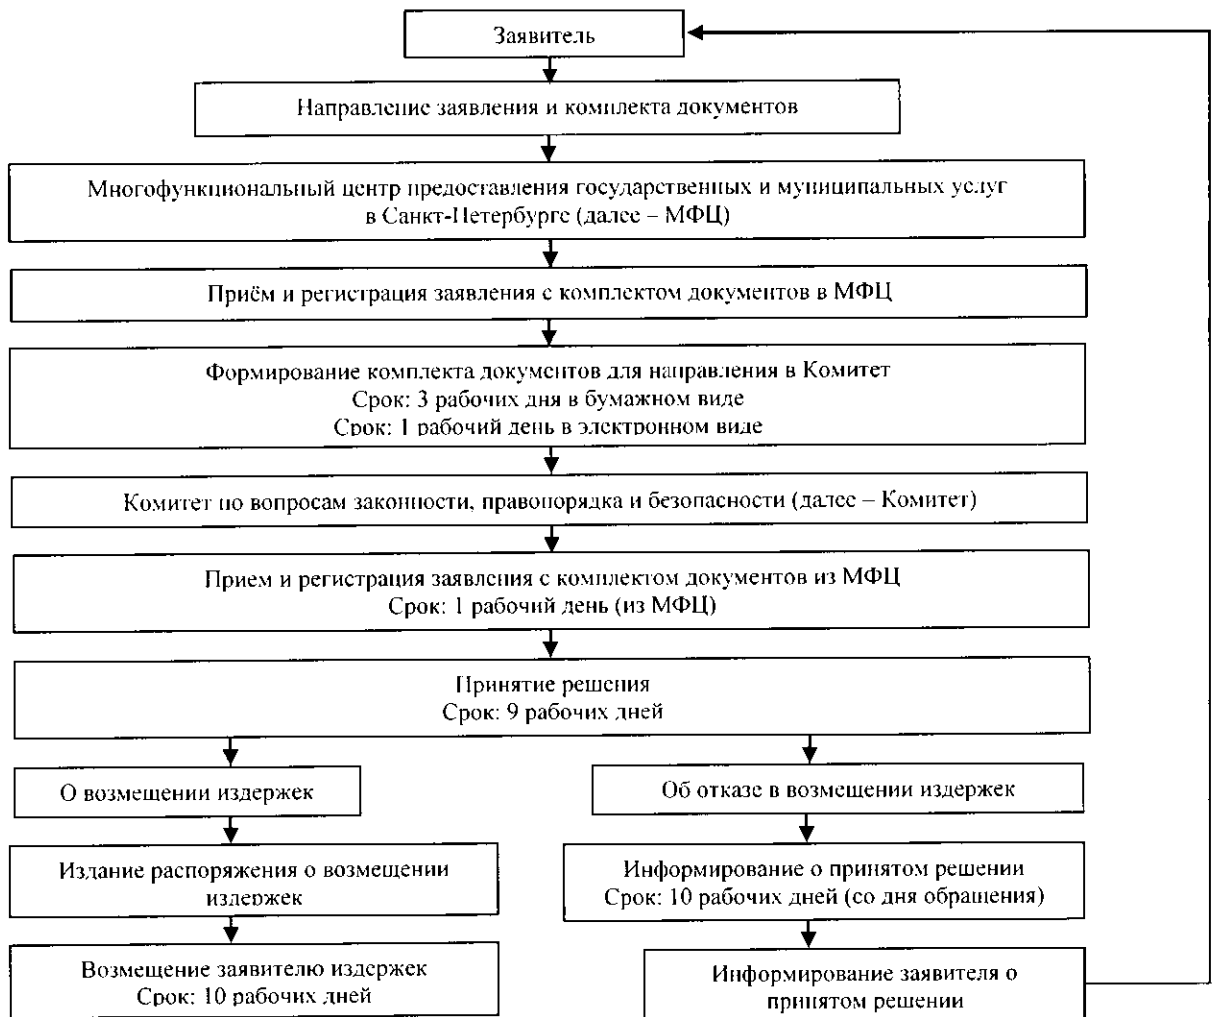 Заявитель
Направление заявления и комплекта документов
Многофункциональный центр предоставления государственных и муниципальных услуг
в Санкт-Петербурге (далее – МФЦ)
Приём и регистрация заявления с комплектом документов в МФЦ
Формирование комплекта документов для направления в Комитет
Срок: 3 рабочих дня в бумажном виде
Срок: 1 рабочий день в электронном виде
Комитет по вопросам законности, правопорядка и безопасности (далее – Комитет)
Прием и регистрация заявления с комплектом документов из МФЦ
Срок: 1 рабочий день (из МФЦ)
Принятие решения
Срок: 9 рабочих дней
О возмещении издержек
Об отказе в возмещении издержек
Издание распоряжения о возмещении
издержек
Информирование о принятом решении
Срок: 10 рабочих дней (со дня обращения)
Возмещение заявителю издержек
Срок: 10 рабочих дней
Информирование заявителя о
принятом решении